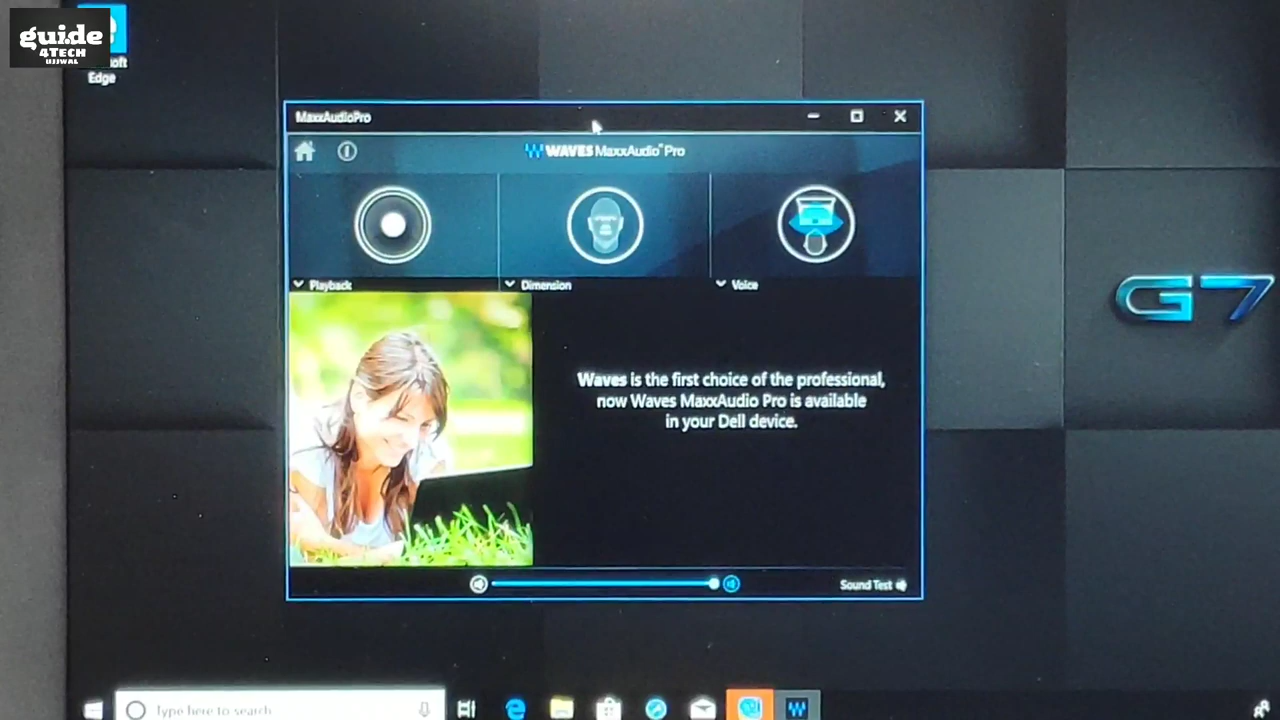 guide
4TECH
UJJWAL
Edge
MaxxAudioPro
WAVES MaxxAudio Pro
Playback
Dimension
Voice
G7
Waves is the first choice of the professional,
now Waves MaxxAudio Pro is available
in your Dell device.
Sound Test
Type here to search